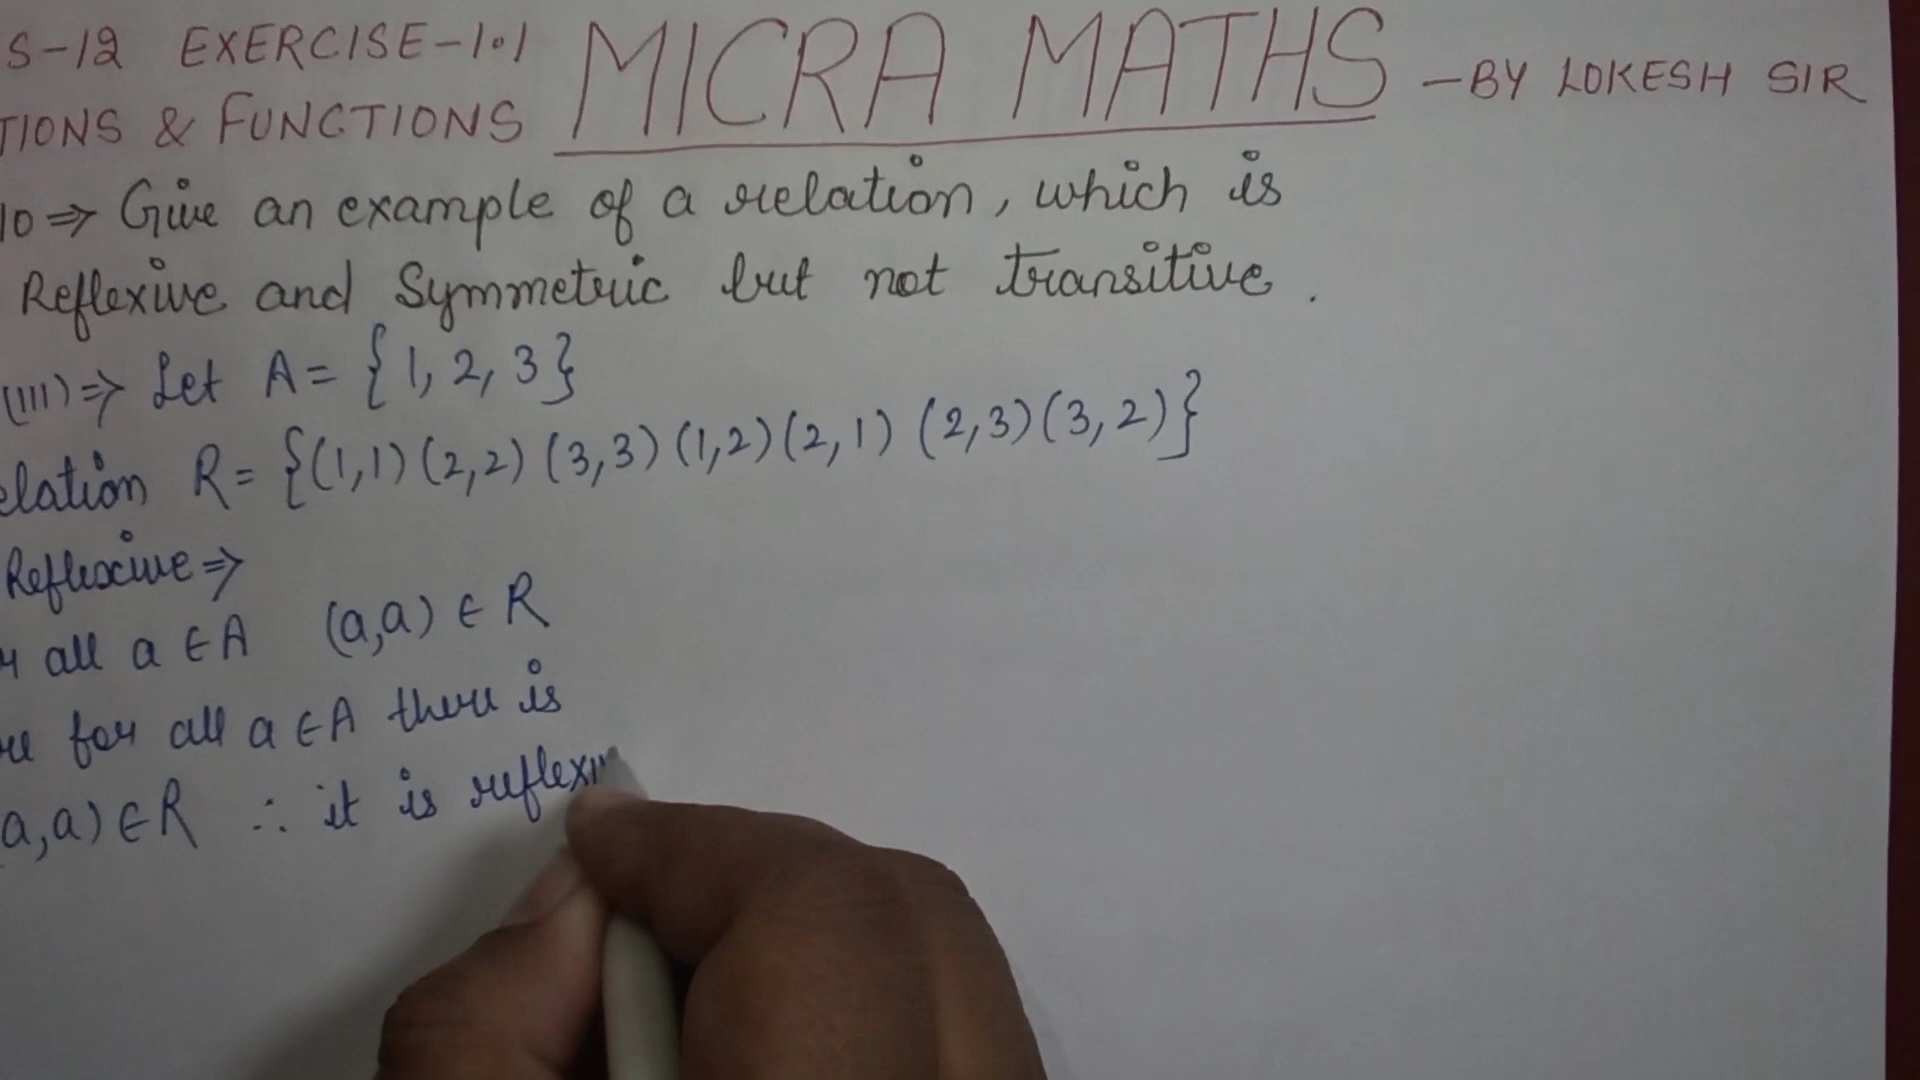 S-12 EXERCISE-1.1
TIONS & FUNCTIONS
MICRA MATHS
-BY LOKESH SIR
10 ⇒ Give an example of a relation, which is
Reflexive and Symmetric but not transitive.
(III) ⇒ Let A = {1, 2, 3}
elation R = {(1,1) (2,2) (3,3) (1,2) (2,1) (2,3) (3,2)}
Reflexive ⇒
all a ∈ A (a,a) ∈ R
for all a ∈ A there is
a,a) ∈ R ∴ it is reflexi